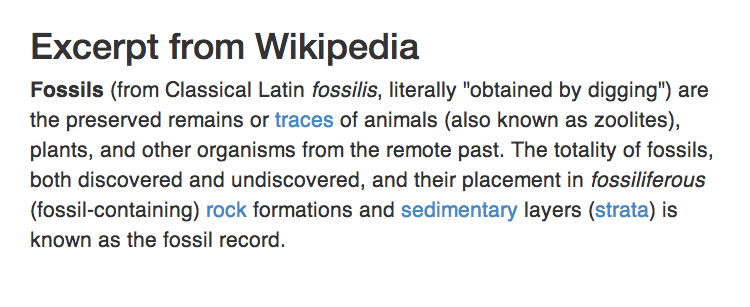 Excerpt from Wikipedia
Fossils (from Classical Latin fossilis, literally "obtained by digging") are
the preserved remains or traces of animals (also known as zoolites),
plants, and other organisms from the remote past. The totality of fossils,
both discovered and undiscovered, and their placement in fossiliferous
(fossil-containing) rock formations and sedimentary layers (strata) is
known as the fossil record.